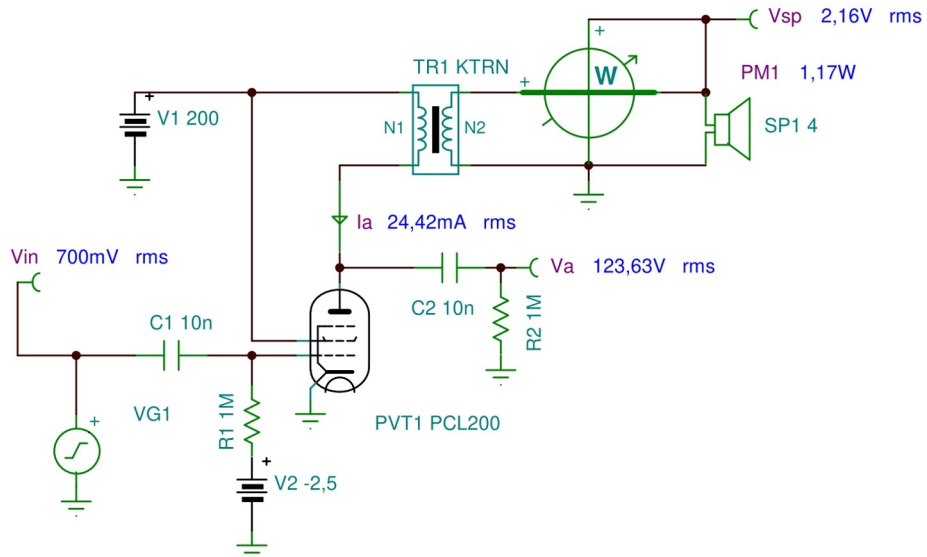 Vsp 2,16V rms
TR1 KTRN
W
PM1 1,17W
V1 200
N1 N2
SP1 4
Ia 24,42mA rms
Vin 700mV rms
Va 123,63V rms
C2 10n
R2 1M
C1 10n
VG1
R1 1M
PVT1 PCL200
V2 -2,5